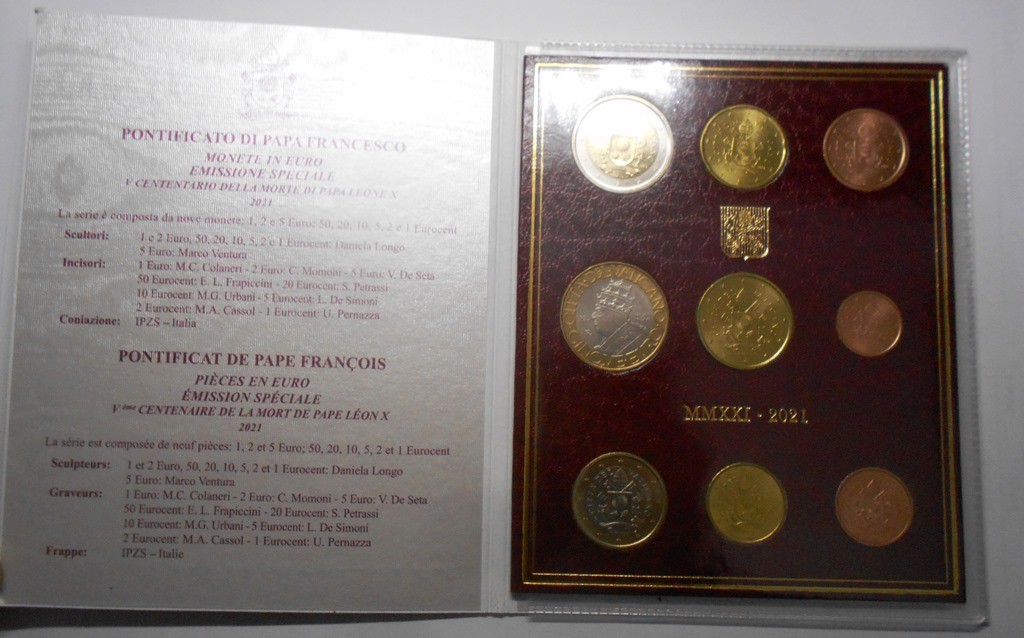 PONTIFICATO DI PAPA FRANCESCO
MONETE IN EURO
EMISSIONE SPECIALE
V CENTENARIO DELLA MORTE DI PAPA LEONE X
2021
La serie è composta da nove monete: 1, 2 e 5 Euro; 50, 20, 10, 5, 2 e 1 Eurocent
Scultori: 1 e 2 Euro, 50, 20, 10, 5, 2 e 1 Eurocent: Daniela Longo
5 Euro: Marco Ventura
Incisori: 1 Euro: M.C. Colaneri - 2 Euro: C. Momoni - 5 Euro: V. De Seta
50 Eurocent: E. L. Frapiccini - 20 Eurocent: S. Petrassi
10 Eurocent: M.G. Urbani - 5 Eurocent: L. De Simoni
2 Eurocent: M.A. Cassol - 1 Eurocent: U. Pernazza
Coniazione: IPZS – Italia
PONTIFICAT DE PAPE FRANÇOIS
PIÈCES EN EURO
ÉMISSION SPÉCIALE
Vème CENTENAIRE DE LA MORT DE PAPE LÉON X
2021
La série est composée de neuf pièces: 1, 2 et 5 Euro; 50, 20, 10, 5, 2 et 1 Eurocent
Sculpteurs: 1 et 2 Euro, 50, 20, 10, 5, 2 et 1 Eurocent: Daniela Longo
5 Euro: Marco Ventura
Graveurs: 1 Euro: M.C. Colaneri - 2 Euro: C. Momoni - 5 Euro: V. De Seta
50 Eurocent: E. L. Frapiccini - 20 Eurocent: S. Petrassi
10 Eurocent: M.G. Urbani - 5 Eurocent: L. De Simoni
2 Eurocent: M.A. Cassol - 1 Eurocent: U. Pernazza
Frappe: IPZS – Italie
MMXXI - 2021